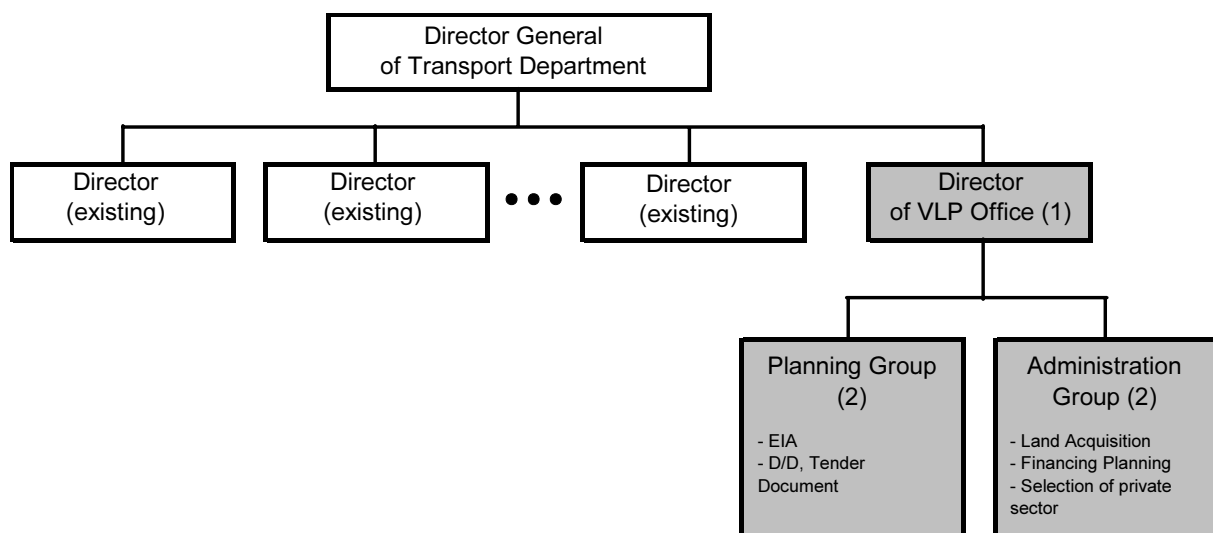 Director General
of Transport Department
Director
(existing)
Director
(existing)
•••
Director
(existing)
Director
of VLP Office (1)
Planning Group
(2)
- EIA
- D/D, Tender
Document
Administration
Group (2)
- Land Acquisition
- Financing Planning
- Selection of private
sector